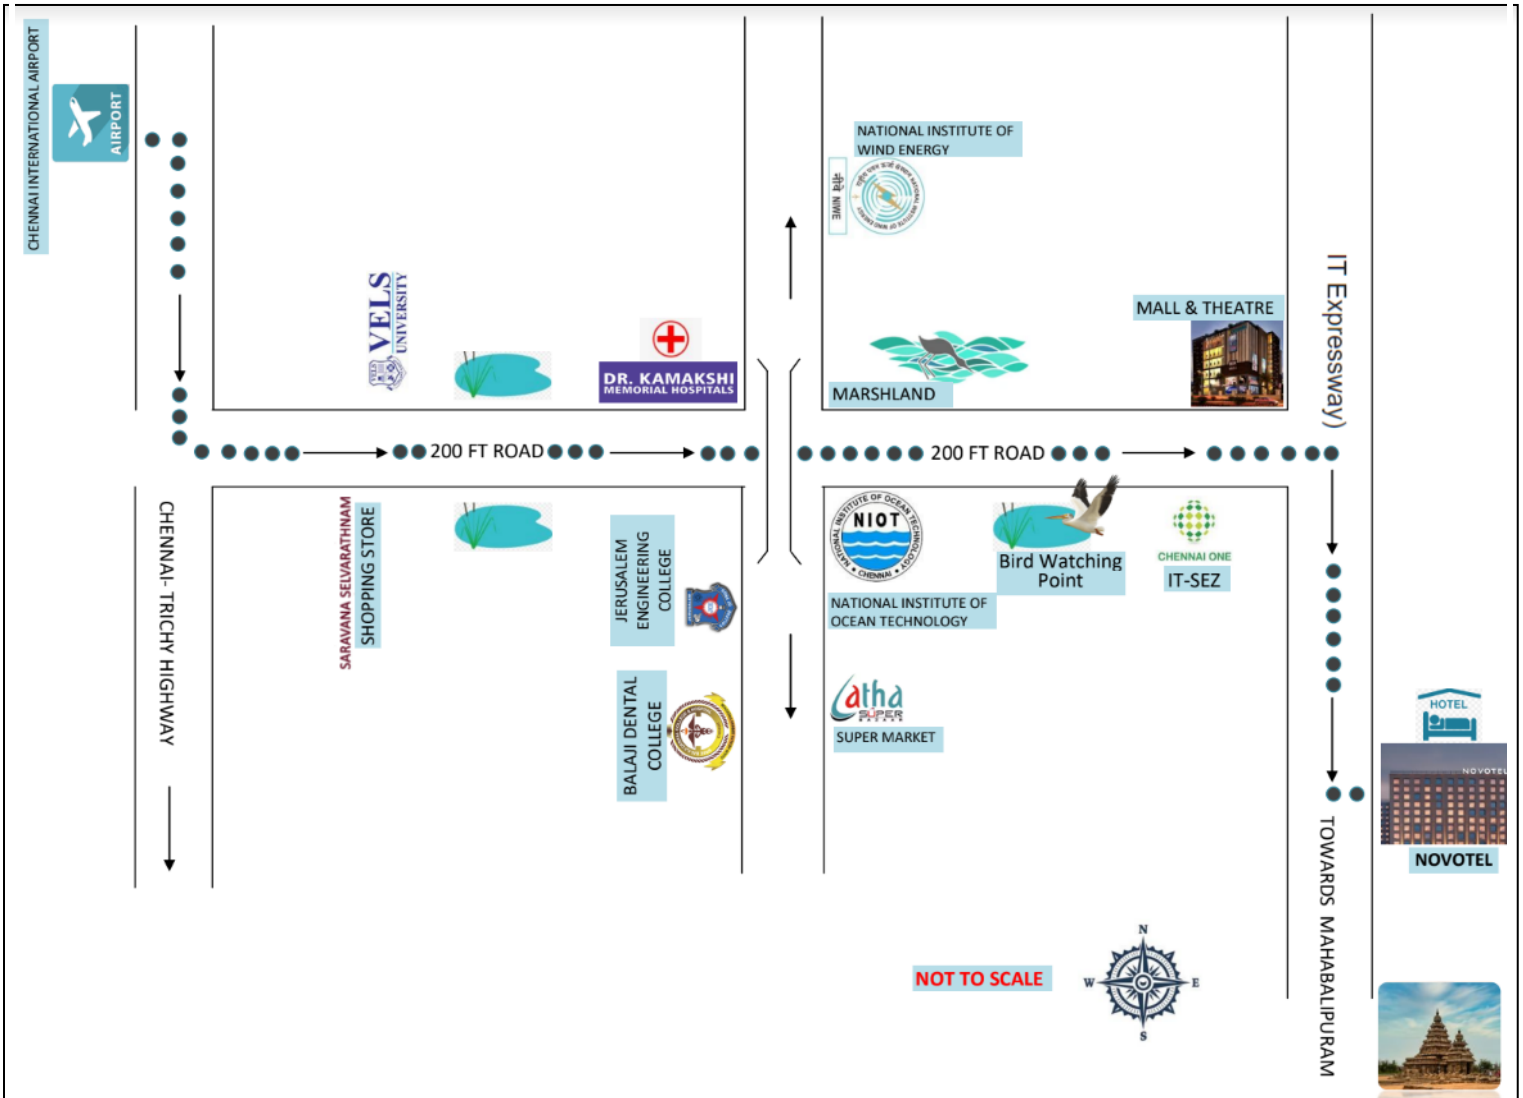 CHENNAI INTERNATIONAL AIRPORT
AIRPORT
NATIONAL INSTITUTE OF
WIND ENERGY
नीवे NIWE
VELS
UNIVERSITY
VELS
DR. KAMAKSHI
MEMORIAL HOSPITALS
MARSHLAND
MALL & THEATRE
IT Expressway)
200 FT ROAD
200 FT ROAD
CHENNAI- TRICHY HIGHWAY
SARAVANA SELVARATHNAM
SHOPPING STORE
JERUSALEM
ENGINEERING
COLLEGE
BALAJI DENTAL
COLLEGE
NATIONAL INSTITUTE OF OCEAN TECHNOLOGY
NIOT
CHENNAI
NATIONAL INSTITUTE OF
OCEAN TECHNOLOGY
Bird Watching
Point
CHENNAI ONE
IT-SEZ
atha
SUPER
SUPER MARKET
HOTEL
NOVOTEL
NOVOTEL
TOWARDS MAHABALIPURAM
NOT TO SCALE
N
W
E
S